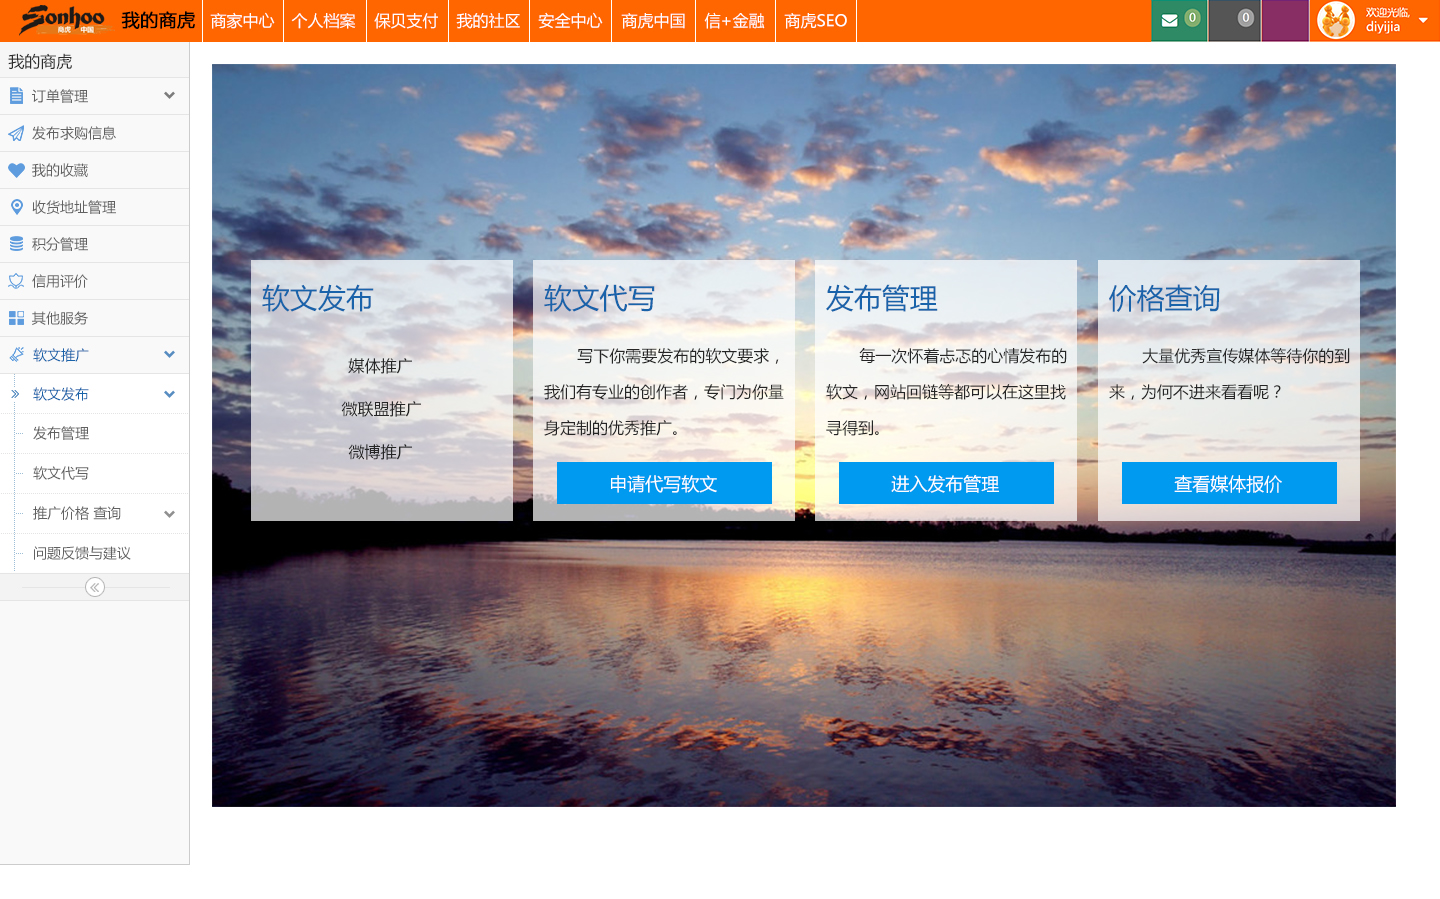 Sonhoo 商虎 中国 我的商虎 商家中心 个人档案 保贝支付 我的社区 安全中心 商虎中国 信+金融 商虎SEO 0 0 欢迎光临,
diyijia
我的商虎
订单管理
发布求购信息
我的收藏
收货地址管理
积分管理
信用评价
其他服务
软文推广
软文发布
发布管理
软文代写
推广价格 查询
问题反馈与建议
软文发布
媒体推广
微联盟推广
微博推广
软文代写
写下你需要发布的软文要求，
我们有专业的创作者，专门为你量
身定制的优秀推广。
申请代写软文
发布管理
每一次怀着忐忑的心情发布的
软文，网站回链等都可以在这里找
寻得到。
进入发布管理
价格查询
大量优秀宣传媒体等待你的到
来，为何不进来看看呢？
查看媒体报价